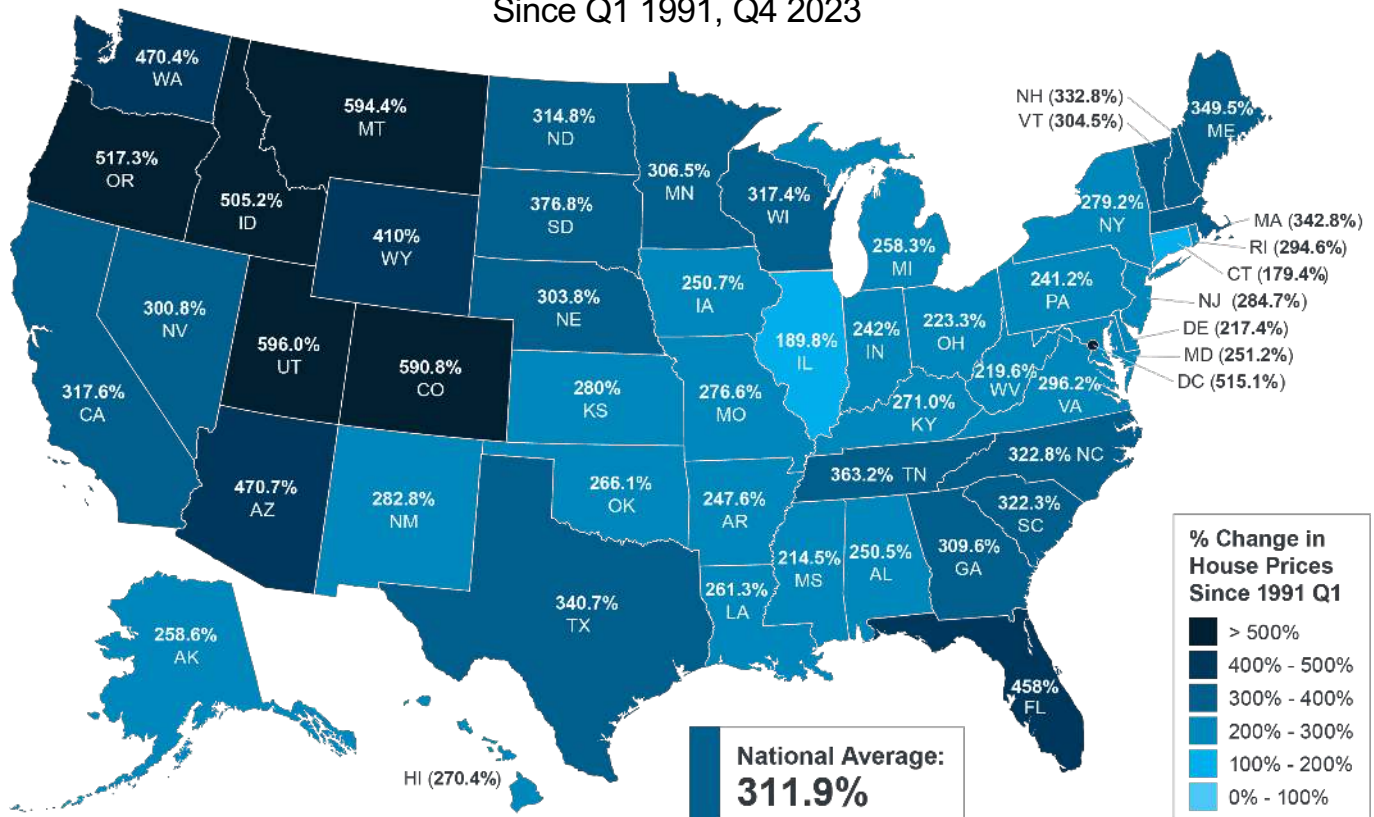 Since Q1 1991, Q4 2023
470.4%
WA
594.4%
MT
314.8%
ND
306.5%
MN
NH (332.8%)
VT (304.5%)
349.5%
ME
517.3%
OR
505.2%
ID
410%
WY
376.8%
SD
317.4%
WI
258.3%
MI
279.2%
NY
MA (342.8%)
RI (294.6%)
CT (179.4%)
NJ (284.7%)
DE (217.4%)
MD (251.2%)
DC (515.1%)
300.8%
NV
596.0%
UT
590.8%
CO
303.8%
NE
250.7%
IA
189.8%
IL
242%
IN
223.3%
OH
241.2%
PA
219.6%
WV
296.2%
VA
317.6%
CA
280%
KS
276.6%
MO
271.0%
KY
470.7%
AZ
282.8%
NM
266.1%
OK
247.6%
AR
363.2% TN
322.8% NC
322.3%
SC
340.7%
TX
261.3%
LA
214.5%
MS
250.5%
AL
309.6%
GA
458%
FL
258.6%
AK
HI (270.4%)
National Average:
311.9%
% Change in
House Prices
Since 1991 Q1
> 500%
400% - 500%
300% - 400%
200% - 300%
100% - 200%
0% - 100%